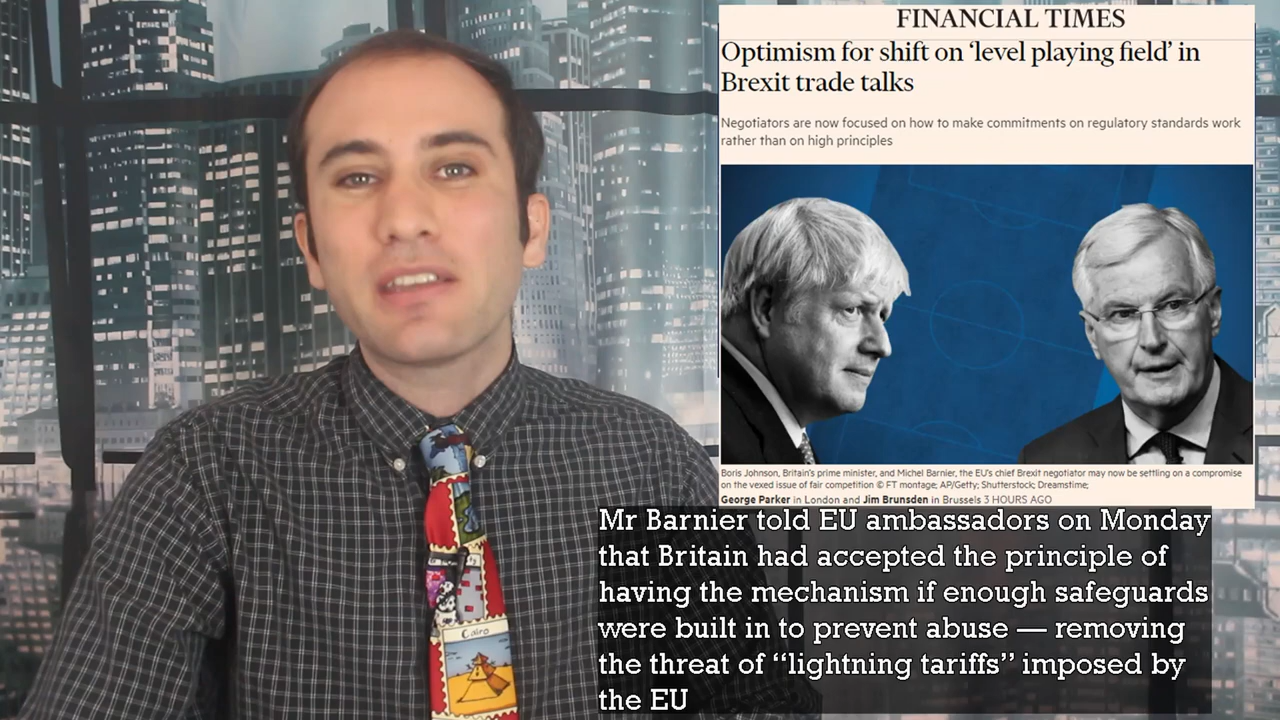 FINANCIAL TIMES
Optimism for shift on ‘level playing field’ in
Brexit trade talks
Negotiators are now focused on how to make commitments on regulatory standards work
rather than on high principles
Boris Johnson, Britain's prime minister, and Michel Barnier, the EU's chief Brexit negotiator may now be settling on a compromise
on the vexed issue of fair competition © FT montage; AP/Getty; Shutterstock; Dreamstime;
George Parker in London and Jim Brunsden in Brussels 3 HOURS AGO
Mr Barnier told EU ambassadors on Monday
that Britain had accepted the principle of
having the mechanism if enough safeguards
were built in to prevent abuse — removing
the threat of “lightning tariffs” imposed by
the EU
Cairo